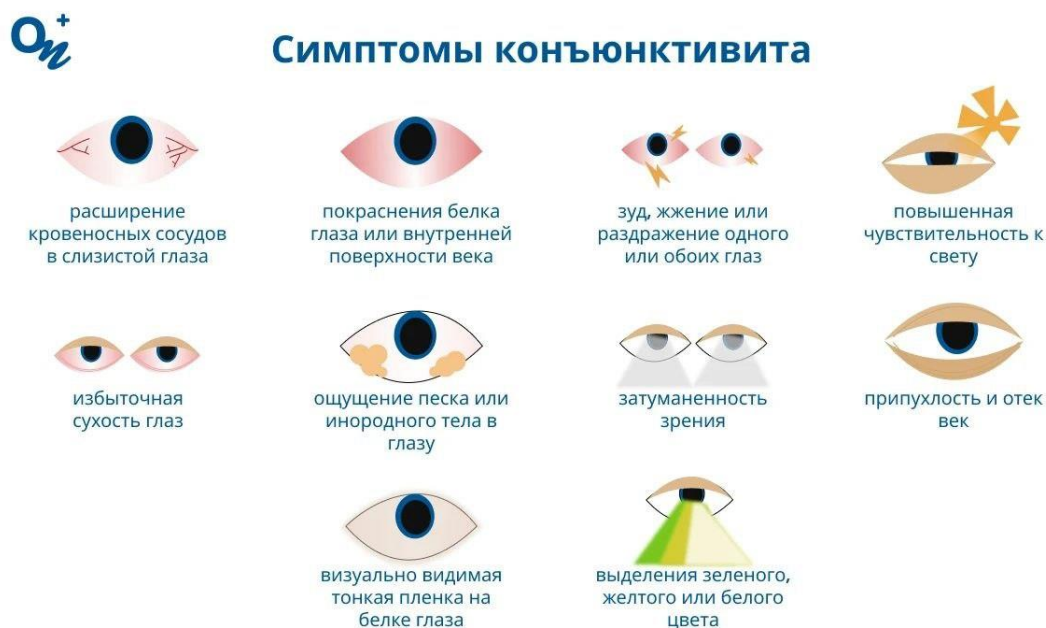 On+
Симптомы конъюнктивита
расширение
кровеносных сосудов
в слизистой глаза
покраснения белка
глаза или внутренней
поверхности века
зуд, жжение или
раздражение одного
или обоих глаз
повышенная
чувствительность к
свету
избыточная
сухость глаз
ощущение песка или
инородного тела в
глазу
затуманенность
зрения
припухлость и отек
век
визуально видимая
тонкая пленка на
белке глаза
выделения зеленого,
желтого или белого
цвета